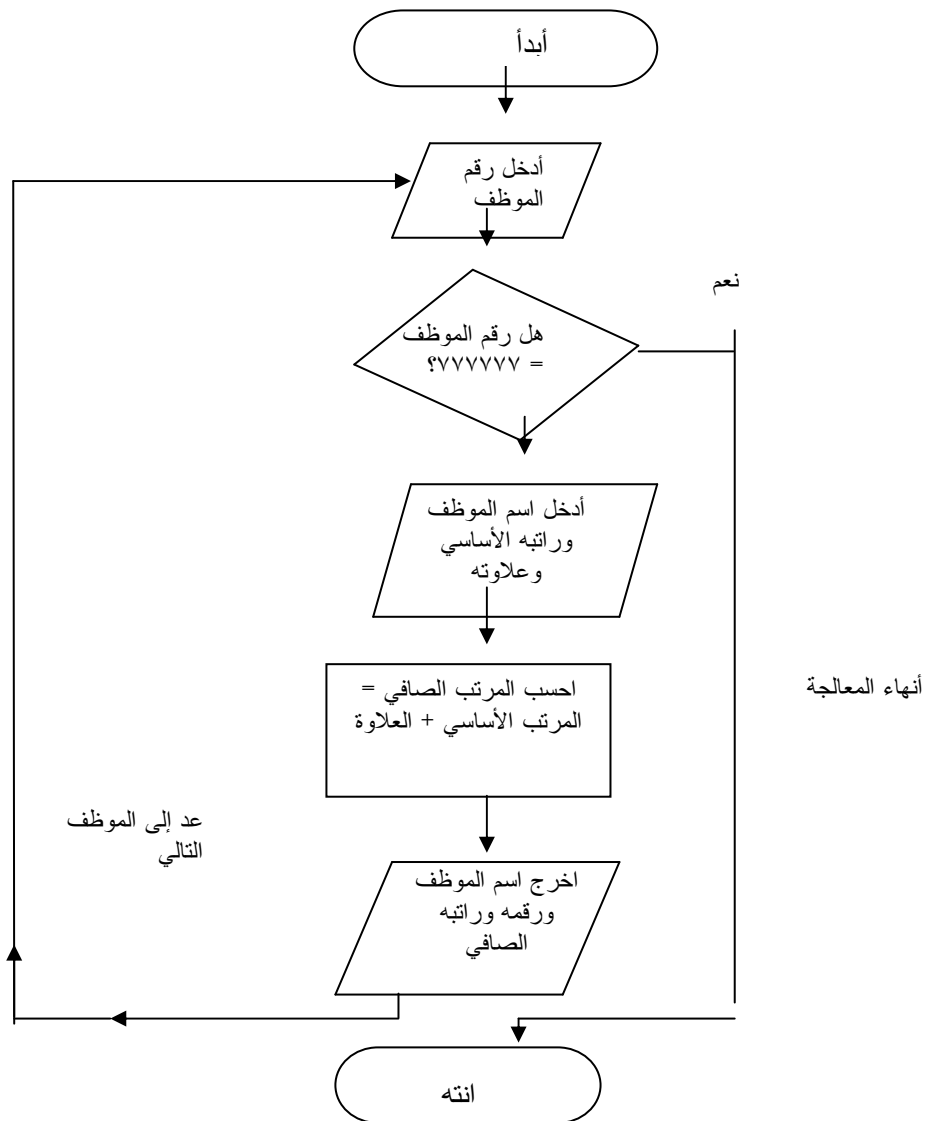 أبدأ
أدخل رقم
الموظف
نعم
هل رقم الموظف
= ٧٧٧٧٧٧؟
أدخل اسم الموظف
وراتبه الأساسي
وعلاوته
احسب المرتب الصافي =
المرتب الأساسي + العلاوة
أنهاء المعالجة
عد إلى الموظف
التالي
اخرج اسم الموظف
ورقمه وراتبه
الصافي
انته